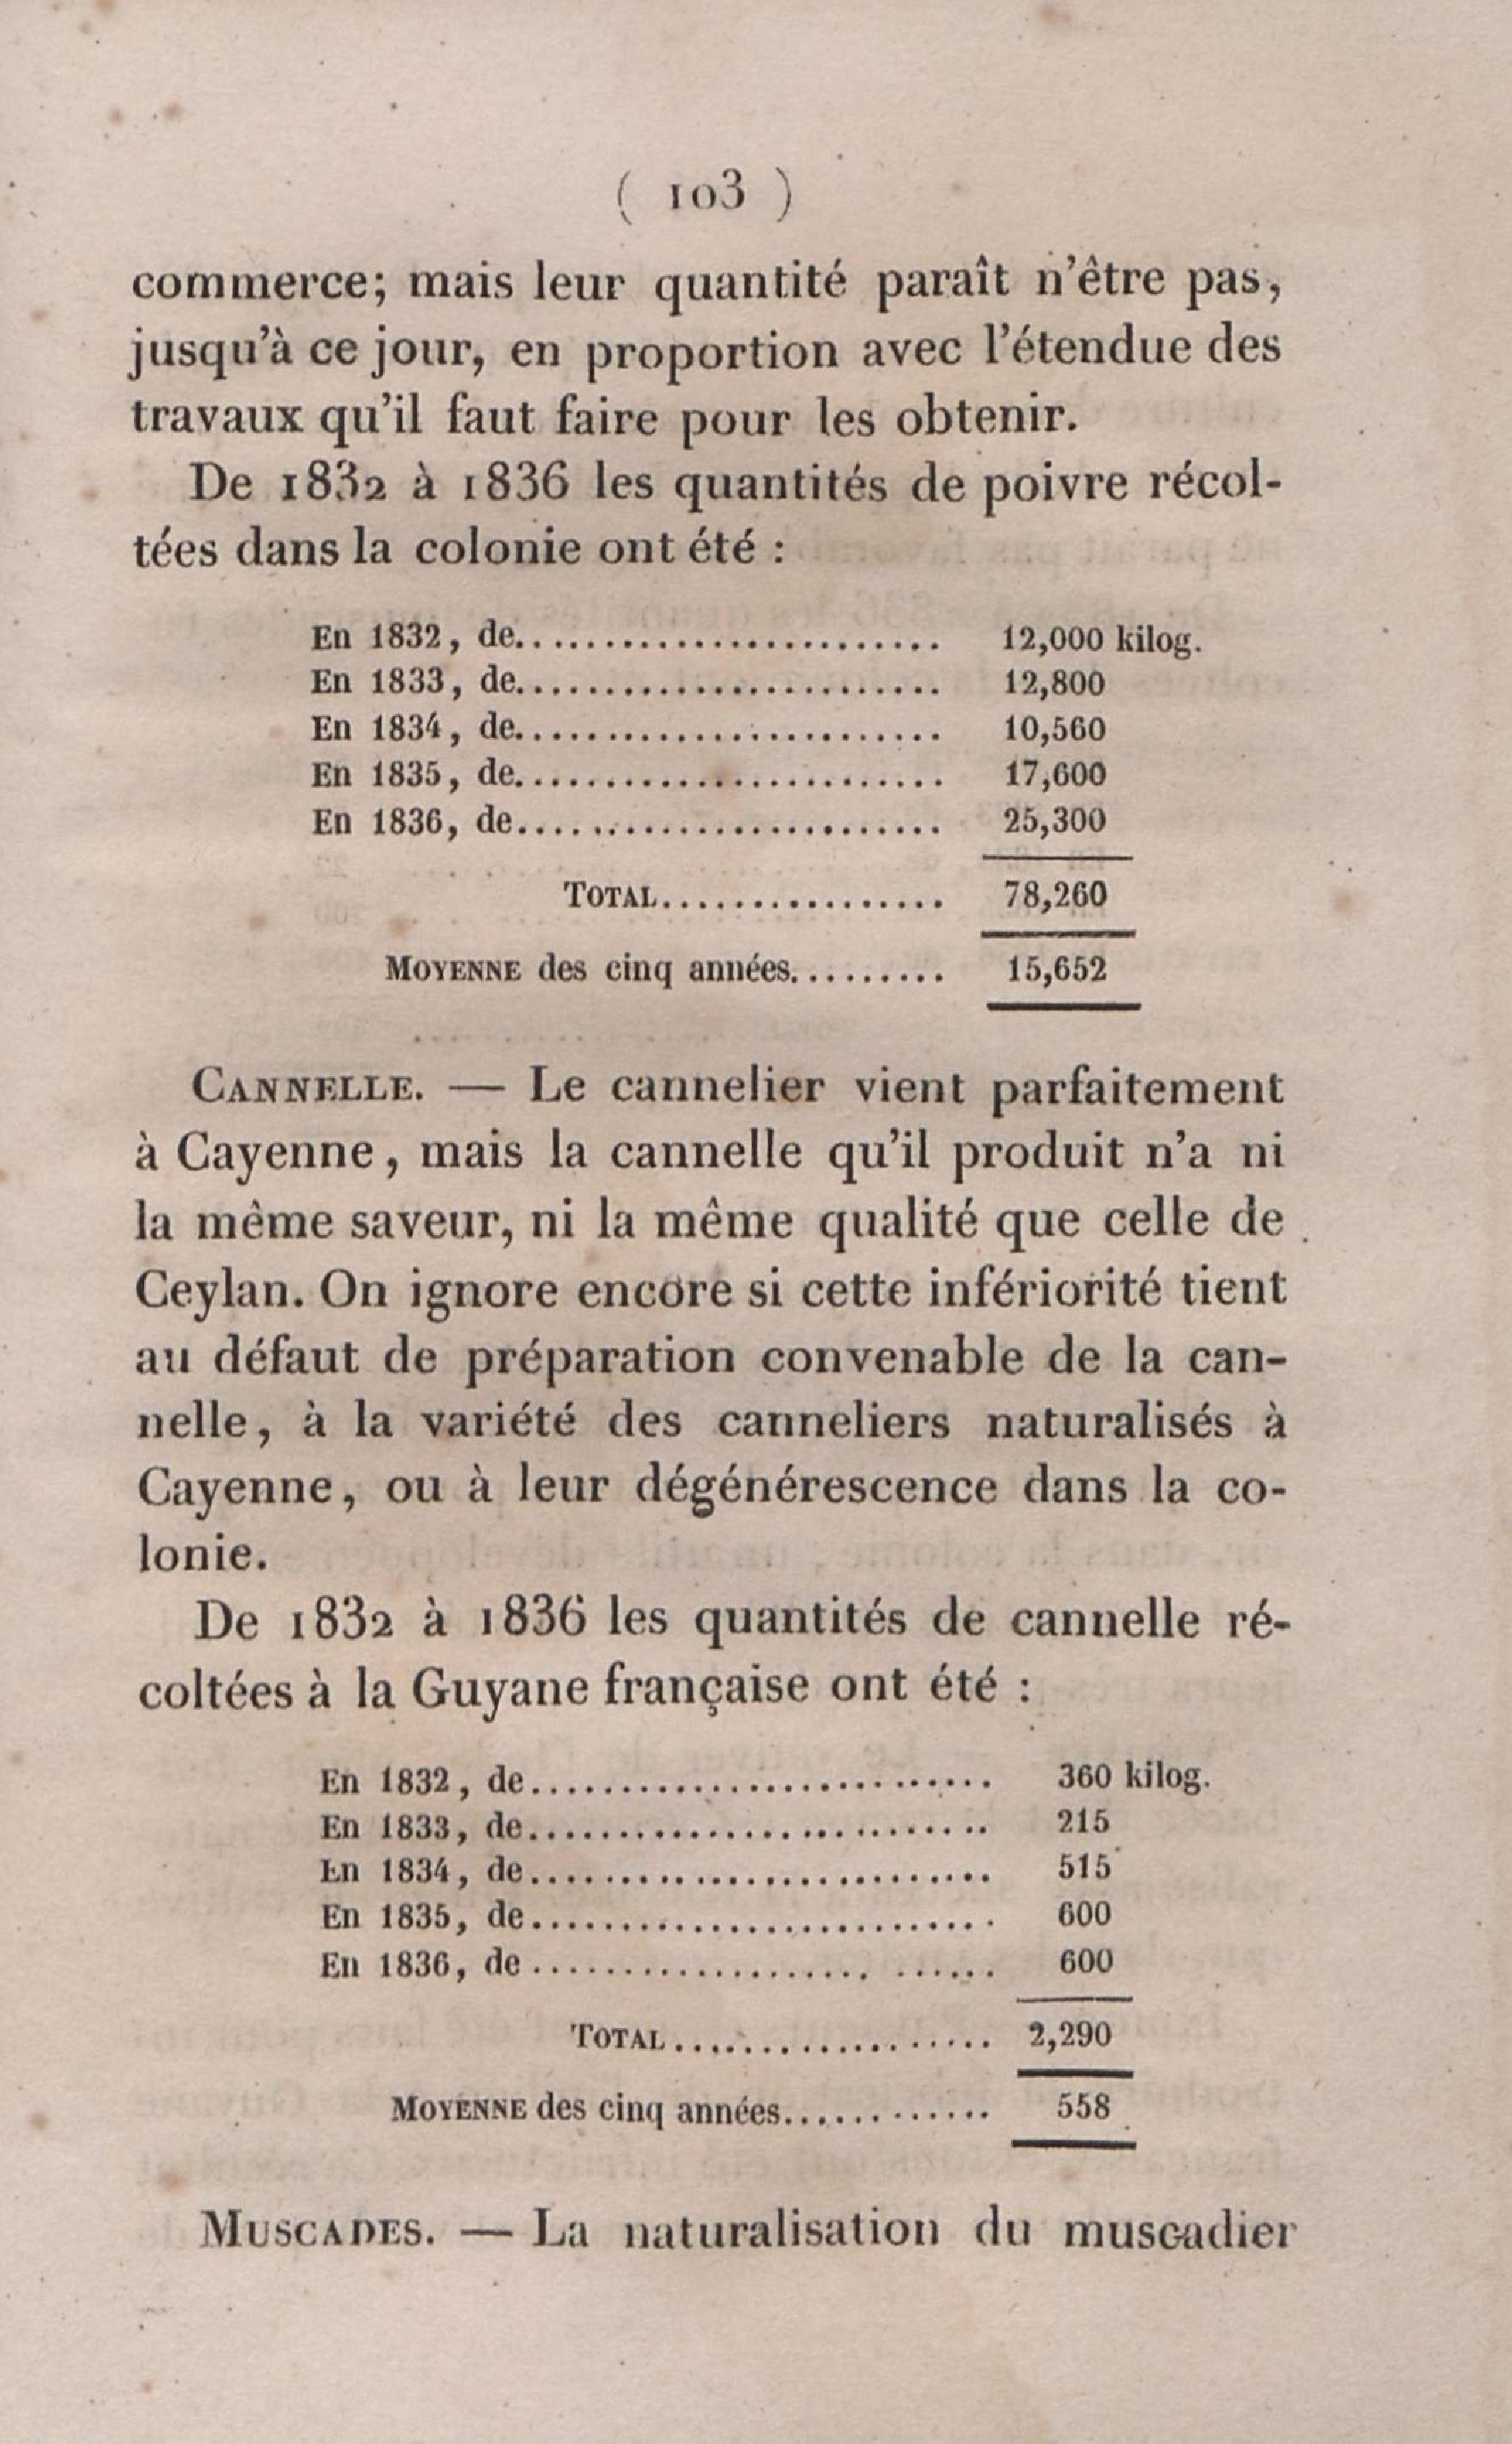 ( 103 )
commerce; mais leur quantité paraît n'être pas,
jusqu'à ce jour, en proportion avec l'étendue des
travaux qu'il faut faire pour les obtenir.
De 1832 à 1836 les quantités de poivre récol-
tées dans la colonie ont été :
En 1832, de........................ 12,000 kilog.
En 1833, de........................ 12,800
En 1834, de........................ 10,560
En 1835, de........................ 17,600
En 1836, de........................ 25,300
TOTAL................ 78,260
MOYENNE des cinq années......... 15,652
CANNELLE. — Le cannelier vient parfaitement
à Cayenne, mais la cannelle qu'il produit n'a ni
la même saveur, ni la même qualité que celle de
Ceylan. On ignore encore si cette infériorité tient
au défaut de préparation convenable de la can-
nelle, à la variété des canneliers naturalisés à
Cayenne, ou à leur dégénérescence dans la co-
lonie.
De 1832 à 1836 les quantités de cannelle ré-
coltées à la Guyane française ont été :
En 1832, de.......................... 360 kilog.
En 1833, de.......................... 215
En 1834, de.......................... 515
En 1835, de.......................... 600
En 1836, de.......................... 600
TOTAL.................. 2,290
MOYENNE des cinq années............ 558
MUSCADES. — La naturalisation du muscadier